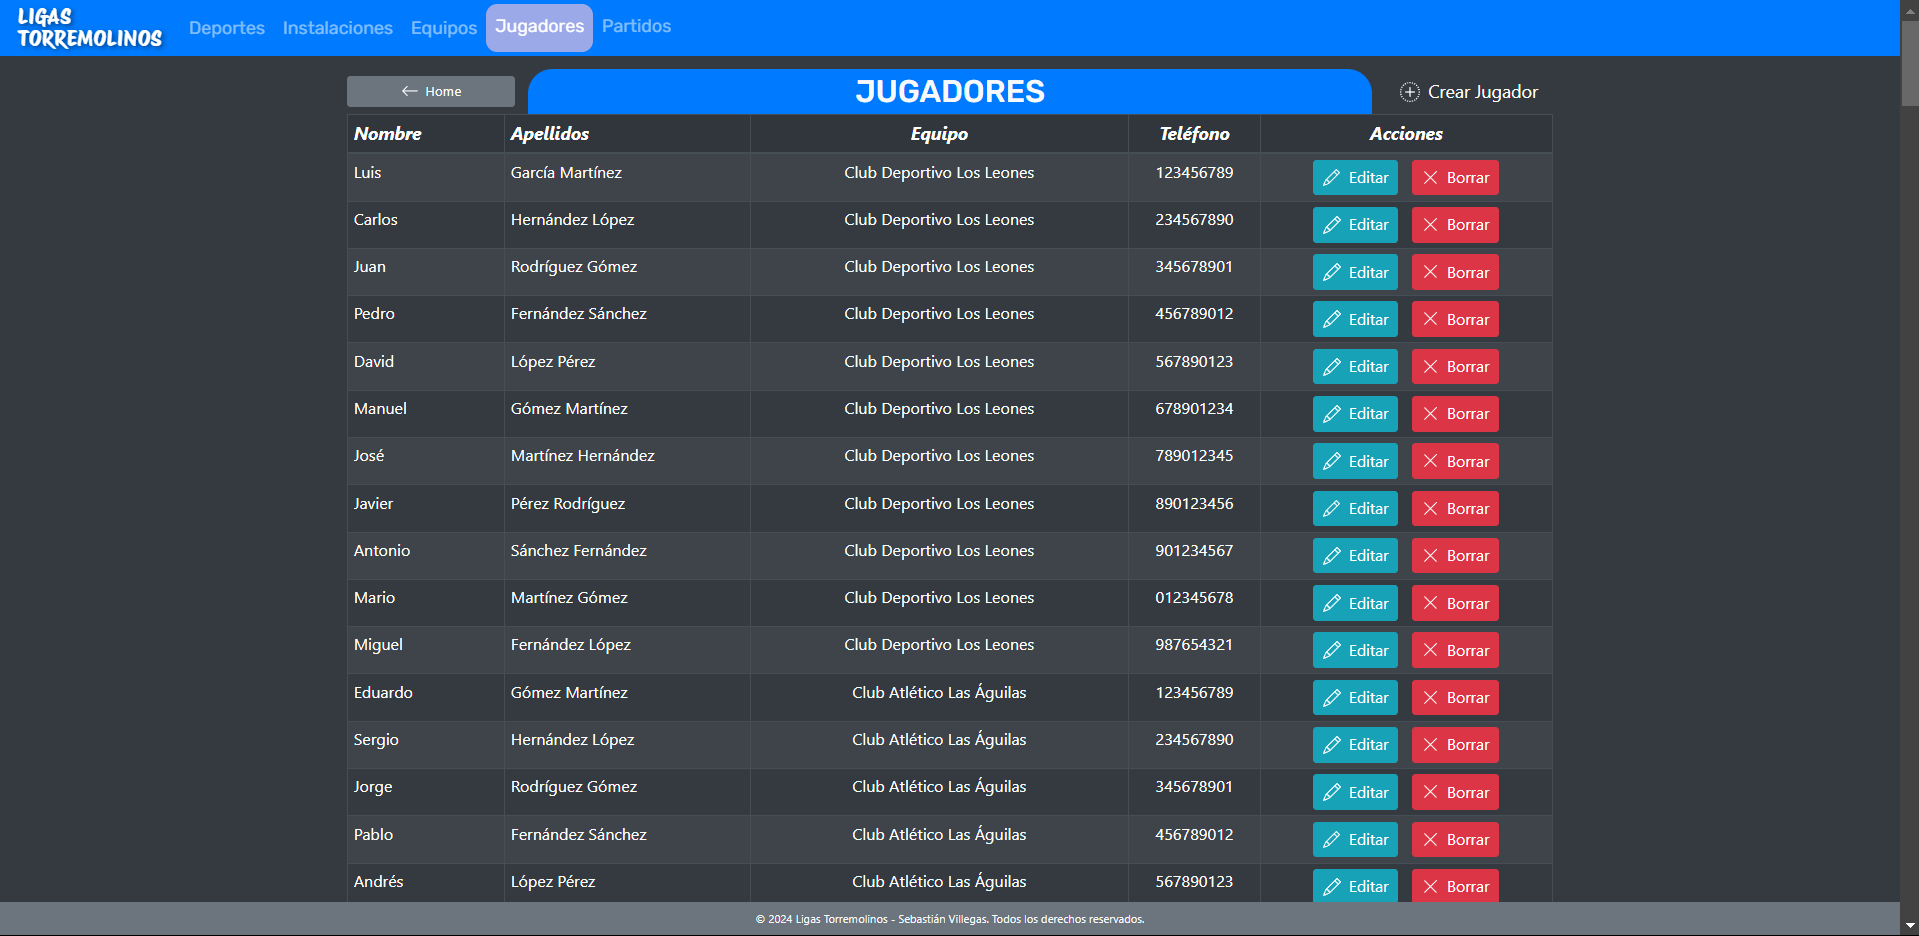 LIGAS
TORREMOLINOS
Deportes Instalaciones Equipos Jugadores Partidos
Home JUGADORES Crear Jugador
Nombre Apellidos Equipo Teléfono Acciones
Luis García Martínez Club Deportivo Los Leones 123456789 Editar Borrar
Carlos Hernández López Club Deportivo Los Leones 234567890 Editar Borrar
Juan Rodríguez Gómez Club Deportivo Los Leones 345678901 Editar Borrar
Pedro Fernández Sánchez Club Deportivo Los Leones 456789012 Editar Borrar
David López Pérez Club Deportivo Los Leones 567890123 Editar Borrar
Manuel Gómez Martínez Club Deportivo Los Leones 678901234 Editar Borrar
José Martínez Hernández Club Deportivo Los Leones 789012345 Editar Borrar
Javier Pérez Rodríguez Club Deportivo Los Leones 890123456 Editar Borrar
Antonio Sánchez Fernández Club Deportivo Los Leones 901234567 Editar Borrar
Mario Martínez Gómez Club Deportivo Los Leones 012345678 Editar Borrar
Miguel Fernández López Club Deportivo Los Leones 987654321 Editar Borrar
Eduardo Gómez Martínez Club Atlético Las Águilas 123456789 Editar Borrar
Sergio Hernández López Club Atlético Las Águilas 234567890 Editar Borrar
Jorge Rodríguez Gómez Club Atlético Las Águilas 345678901 Editar Borrar
Pablo Fernández Sánchez Club Atlético Las Águilas 456789012 Editar Borrar
Andrés López Pérez Club Atlético Las Águilas 567890123 Editar Borrar
© 2024 Ligas Torremolinos - Sebastián Villegas. Todos los derechos reservados.